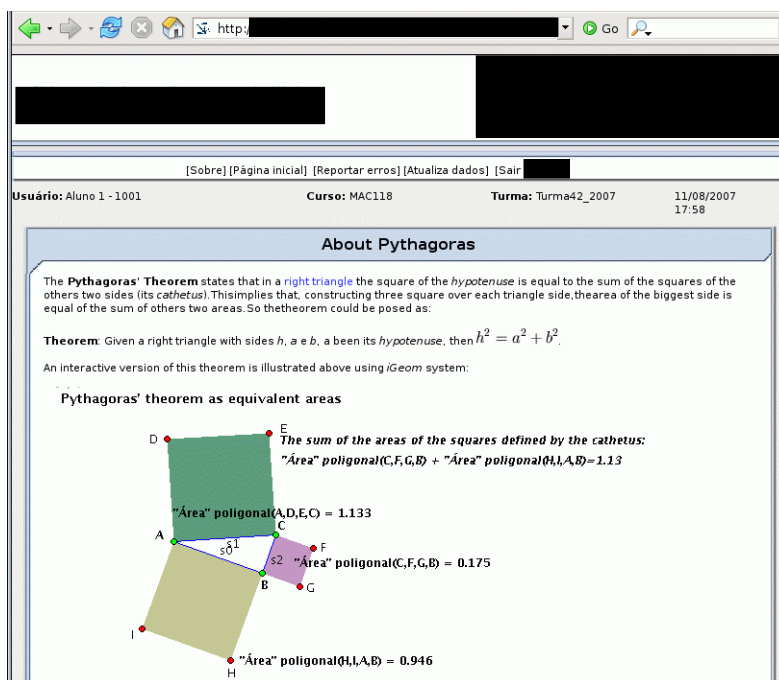 http:/
Go
[Sobre] [Página inicial] [Reportar erros] [Atualiza dados] [Sair
Usuário: Aluno 1 - 1001 Curso: MAC118 Turma: Turma42_2007 11/08/2007
17:58
About Pythagoras
The Pythagoras' Theorem states that in a right triangle the square of the hypotenuse is equal to the sum of the squares of the
others two sides (its cathetus).Thisimplies that, constructing three square over each triangle side,thearea of the biggest side is
equal of the sum of others two areas.So thetheorem could be posed as:
Theorem: Given a right triangle with sides h, a e b, a been its hypotenuse, then h² = a² + b².
An interactive version of this theorem is illustrated above using iGeom system:
Pythagoras' theorem as equivalent areas
D
E
The sum of the areas of the squares defined by the cathetus:
"Área" poligonal(C,F,G,B) + "Área" poligonal(H,I,A,B)=1.13
"Área" poligonal(A,D,E,C) = 1.133
A
C
s1
s0
F
s2
"Área" poligonal(C,F,G,B) = 0.175
B
G
I
"Área" poligonal(H,I,A,B) = 0.946
H